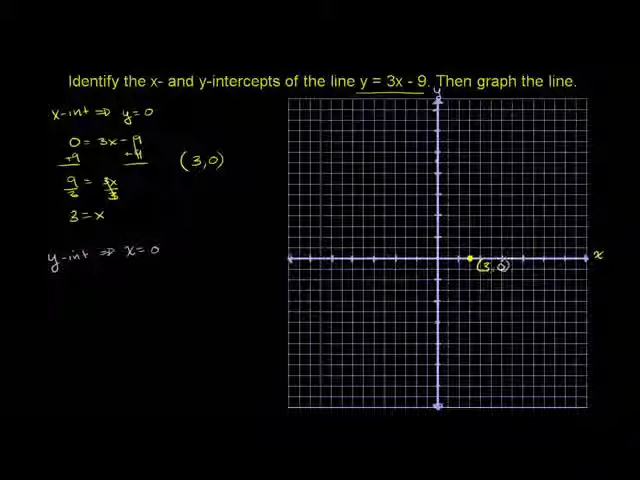 Identify the x- and y-intercepts of the line y = 3x - 9. Then graph the line.
x-int ⇒ y=0
0 = 3x - 9
+9 +9
9 = 3x
3 3
3 = x
(3,0)
y-int ⇒ x=0
y
x
(3,0)